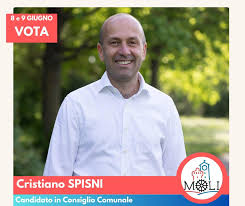 8 e 9 GIUGNO
VOTA
MOLI
Cristiano SPISNI
Candidato in Consiglio Comunale